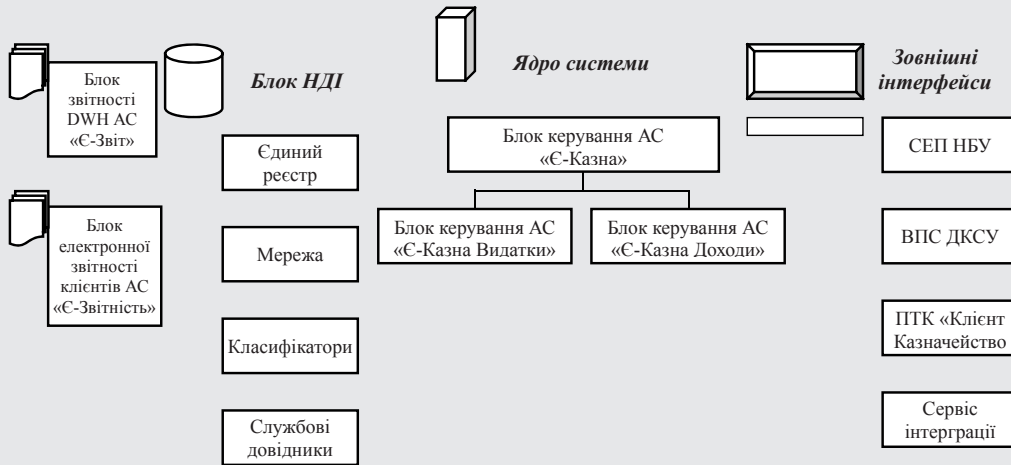 Блок
звітності
DWH АС
«Є-Звіт»
Блок
електронної
звітності
клієнтів АС
«Є-Звітність»
Блок НДІ
Єдиний
реєстр
Мережа
Класифікатори
Службові
довідники
Ядро системи
Блок керування АС
«Є-Казна»
Блок керування АС
«Є-Казна Видатки»
Блок керування АС
«Є-Казна Доходи»
Зовнішні
інтерфейси
СЕП НБУ
ВПС ДКСУ
ПТК «Клієнт
Казначейство
Сервіс
інтерграції